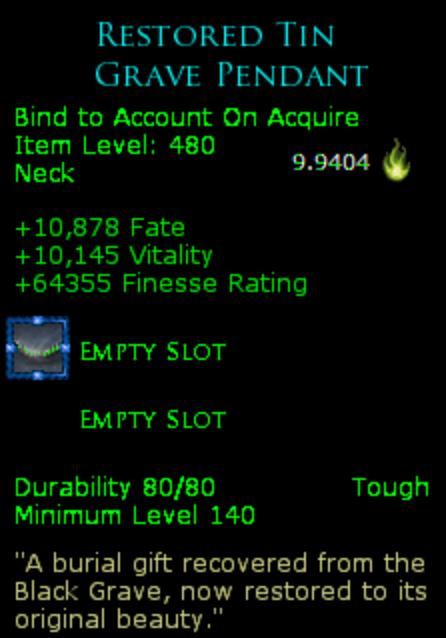 Restored Tin
Grave Pendant
Bind to Account On Acquire
Item Level: 480
9.9404
Neck
+10,878 Fate
+10,145 Vitality
+64355 Finesse Rating
Empty Slot
Empty Slot
Durability 80/80 Tough
Minimum Level 140
"A burial gift recovered from the
Black Grave, now restored to its
original beauty."